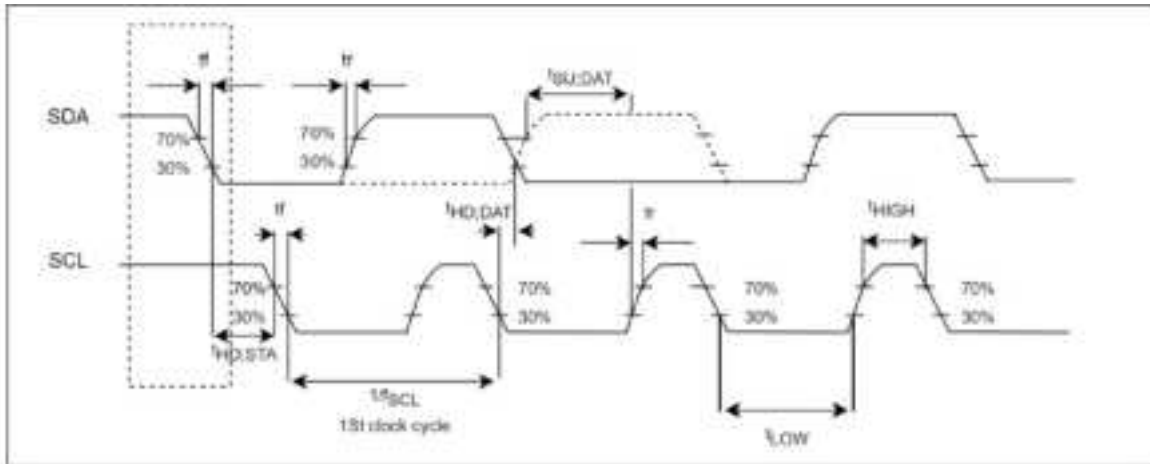 tf
tr
tSU;DAT
SDA
70%
70%
30%
30%
tf
tHD;DAT
tr
tHIGH
SCL
70%
70%
70%
70%
30%
30%
30%
30%
tHD;STA
1/fSCL
1St clock cycle
tLOW